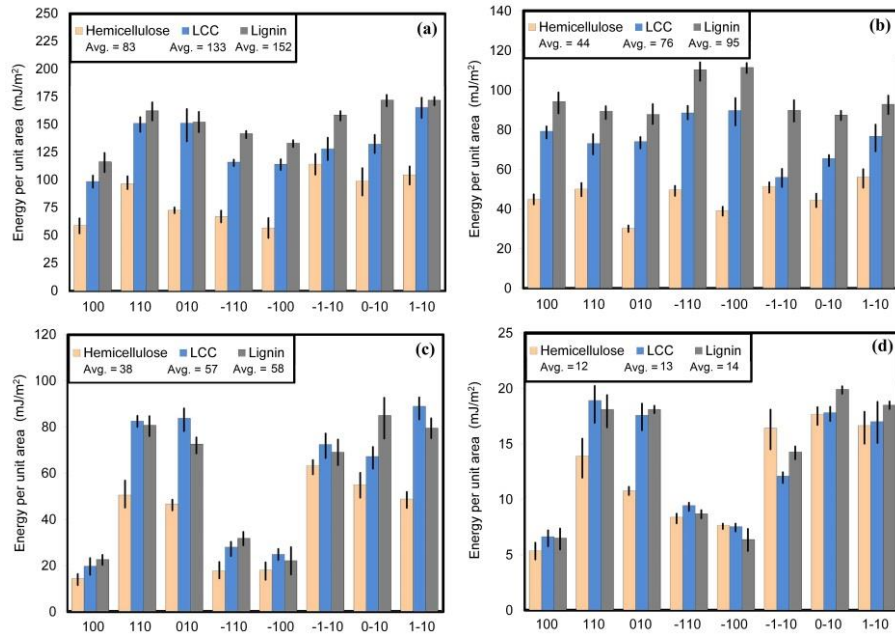 (a)
Hemicellulose LCC Lignin
Avg. = 83 Avg. = 133 Avg. = 152
Energy per unit area (mJ/m²)
250
225
200
175
150
125
100
75
50
25
0
100 110 010 -110 -100 -1-10 0-10 1-10
(b)
Hemicellulose LCC Lignin
Avg. = 44 Avg. = 76 Avg. = 95
Energy per unit area (mJ/m²)
140
120
100
80
60
40
20
0
100 110 010 -110 -100 -1-10 0-10 1-10
(c)
Hemicellulose LCC Lignin
Avg. = 38 Avg. = 57 Avg. = 58
Energy per unit area (mJ/m²)
120
100
80
60
40
20
0
100 110 010 -110 -100 -1-10 0-10 1-10
(d)
Hemicellulose LCC Lignin
Avg. =12 Avg. =13 Avg. = 14
Energy per unit area (mJ/m²)
25
20
15
10
5
0
100 110 010 -110 -100 -1-10 0-10 1-10